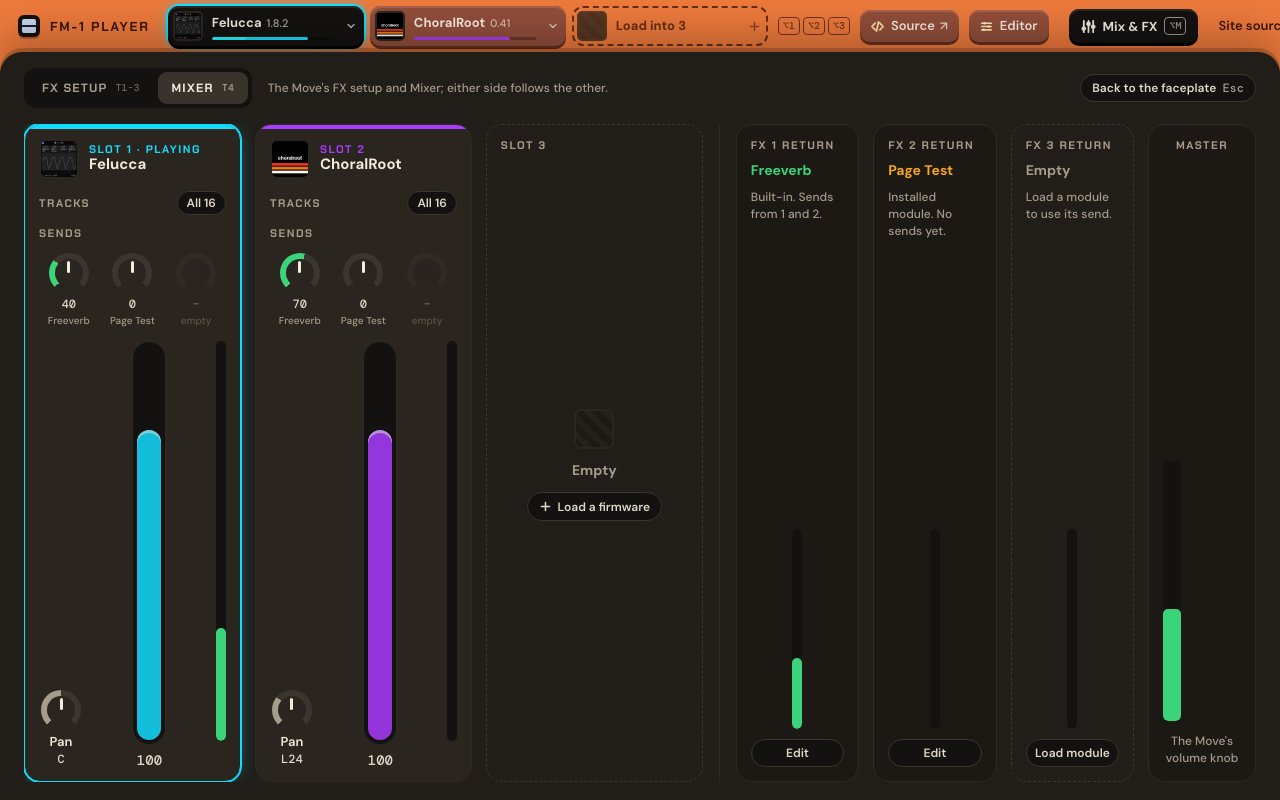 FM-1 PLAYER
Felucca 1.8.2
ChoralRoot 0.41
Load into 3 +
⌥1 ⌥2 ⌥3
Source ↗
Editor
Mix & FX ⌥M
Site sourc
FX SETUP T1-3
MIXER T4
The Move's FX setup and Mixer; either side follows the other.
Back to the faceplate Esc
SLOT 1 · PLAYING
Felucca
TRACKS All 16
SENDS
40 0 –
Freeverb Page Test empty
Pan
C
100
SLOT 2
choralroot
ChoralRoot
TRACKS All 16
SENDS
70 0 –
Freeverb Page Test empty
Pan
L24
100
SLOT 3
Empty
+ Load a firmware
FX 1 RETURN
Freeverb
Built-in. Sends
from 1 and 2.
Edit
FX 2 RETURN
Page Test
Installed
module. No
sends yet.
Edit
FX 3 RETURN
Empty
Load a module
to use its send.
Load module
MASTER
The Move's
volume knob